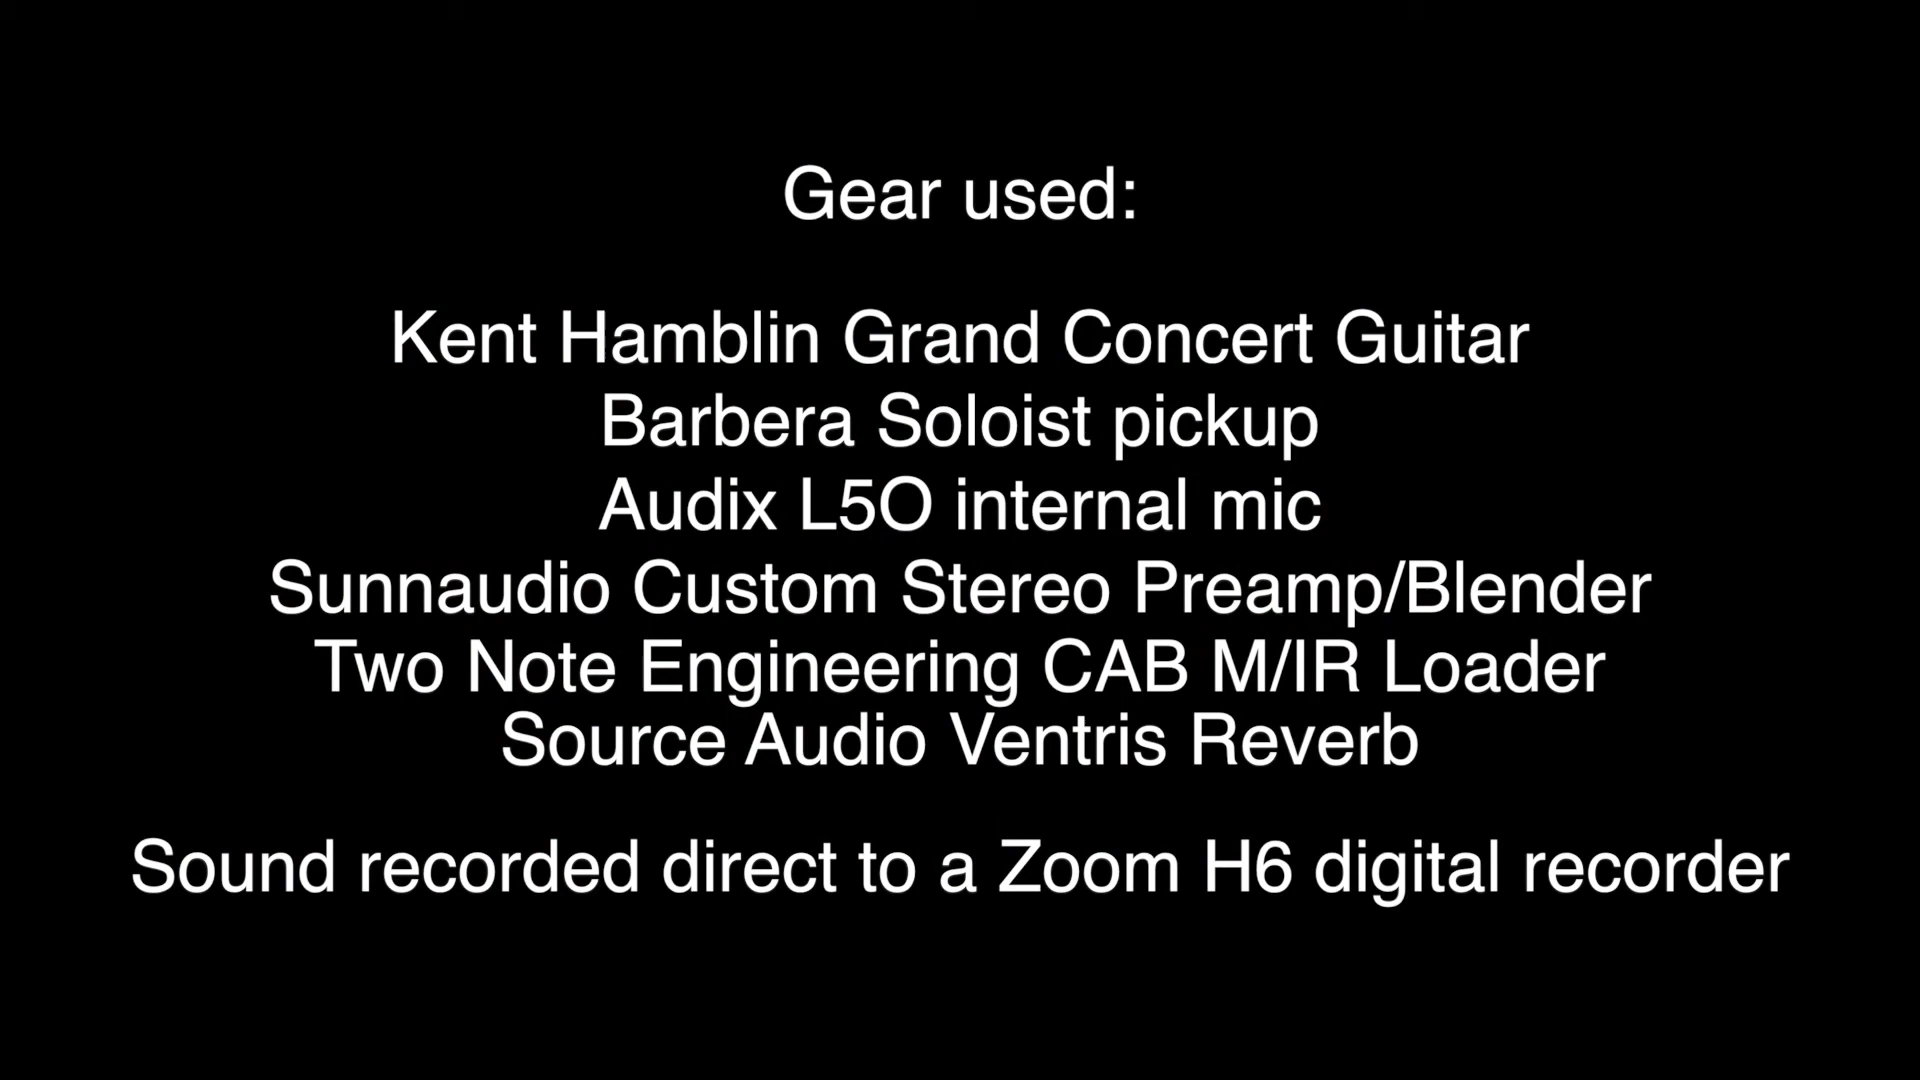 Gear used:
Kent Hamblin Grand Concert Guitar
Barbera Soloist pickup
Audix L5O internal mic
Sunnaudio Custom Stereo Preamp/Blender
Two Note Engineering CAB M/IR Loader
Source Audio Ventris Reverb
Sound recorded direct to a Zoom H6 digital recorder